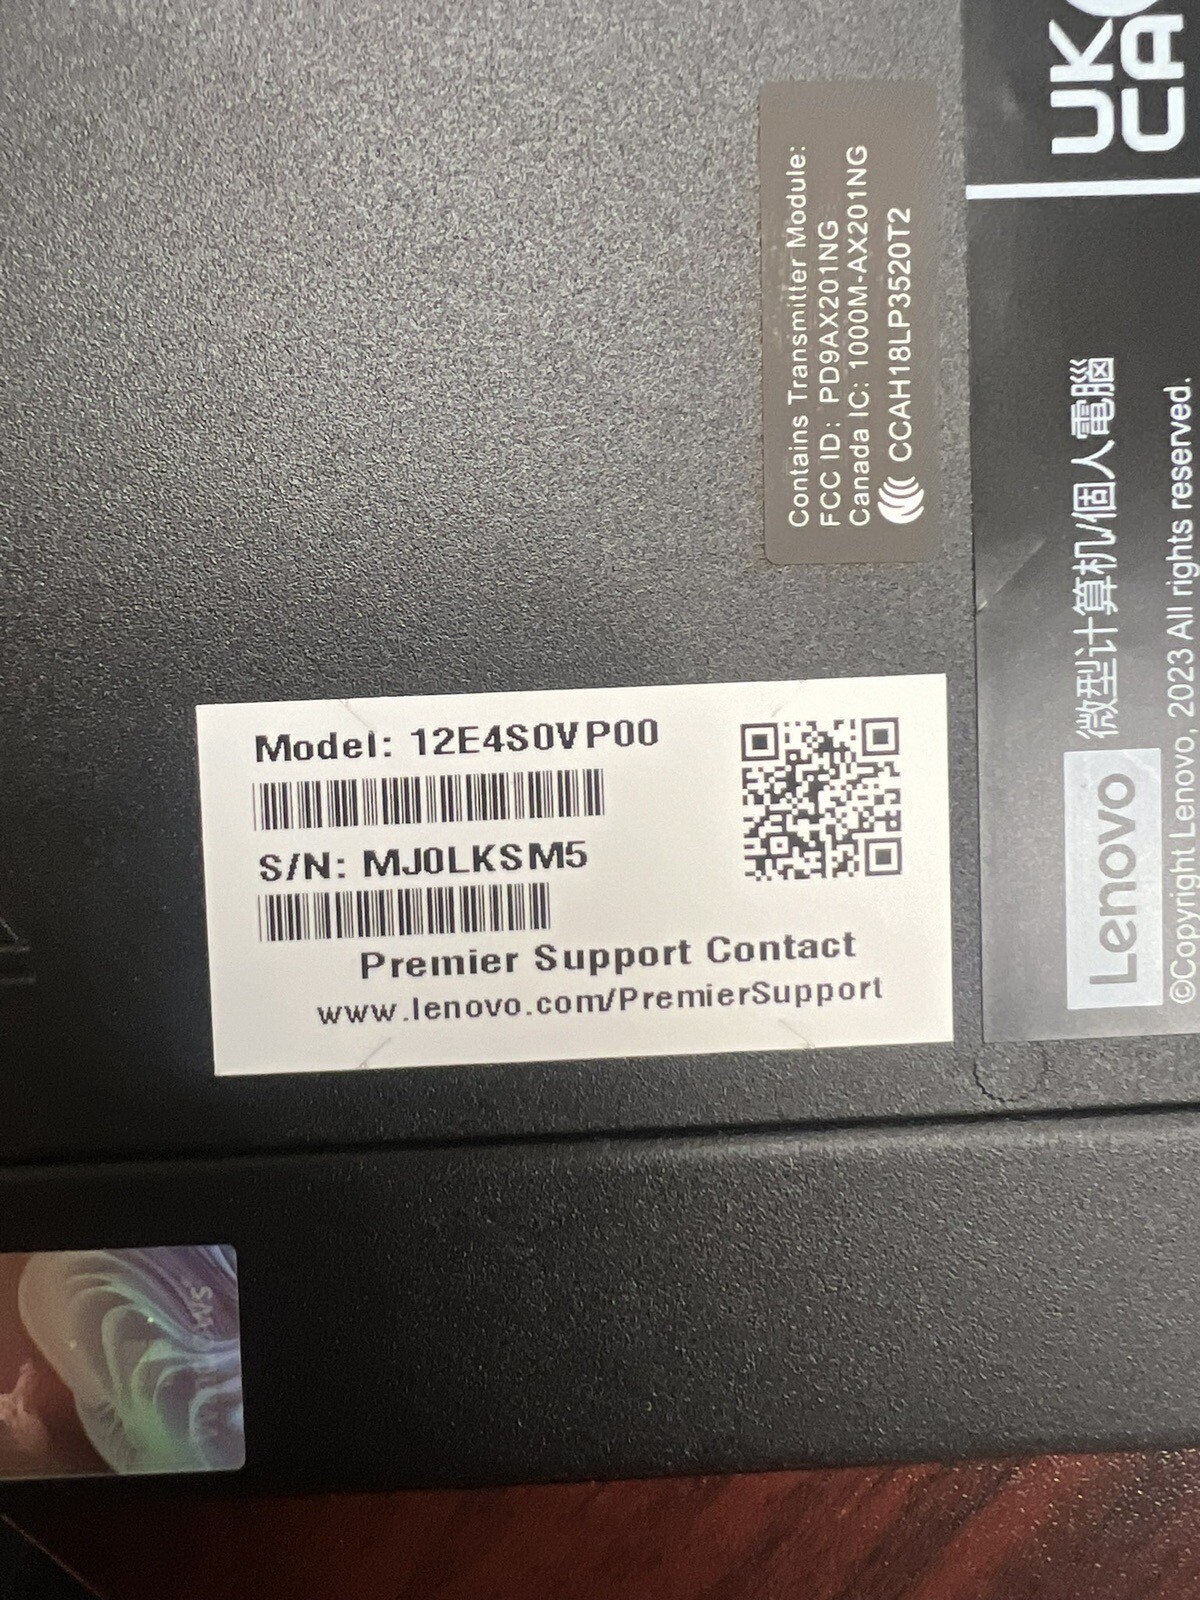 Model: 12E4S0VP00
S/N: MJ0LKSM5
Premier Support Contact
www.lenovo.com/PremierSupport
Contains Transmitter Module:
FCC ID: PD9AX201NG
Canada IC: 1000M-AX201NG
CCAH18LP3520T2
UK
CA
Lenovo 微型计算机/個人電腦
©Copyright Lenovo, 2023 All rights reserved.